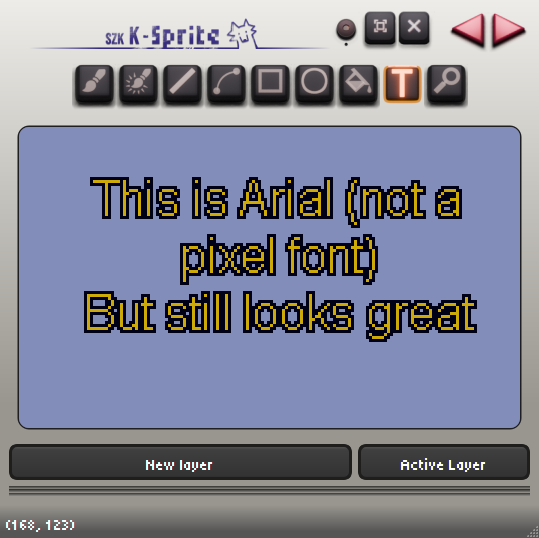 SZK K-Sprite
T
This is Arial (not a
pixel font)
But still looks great
New layer
Active Layer
(168, 123)